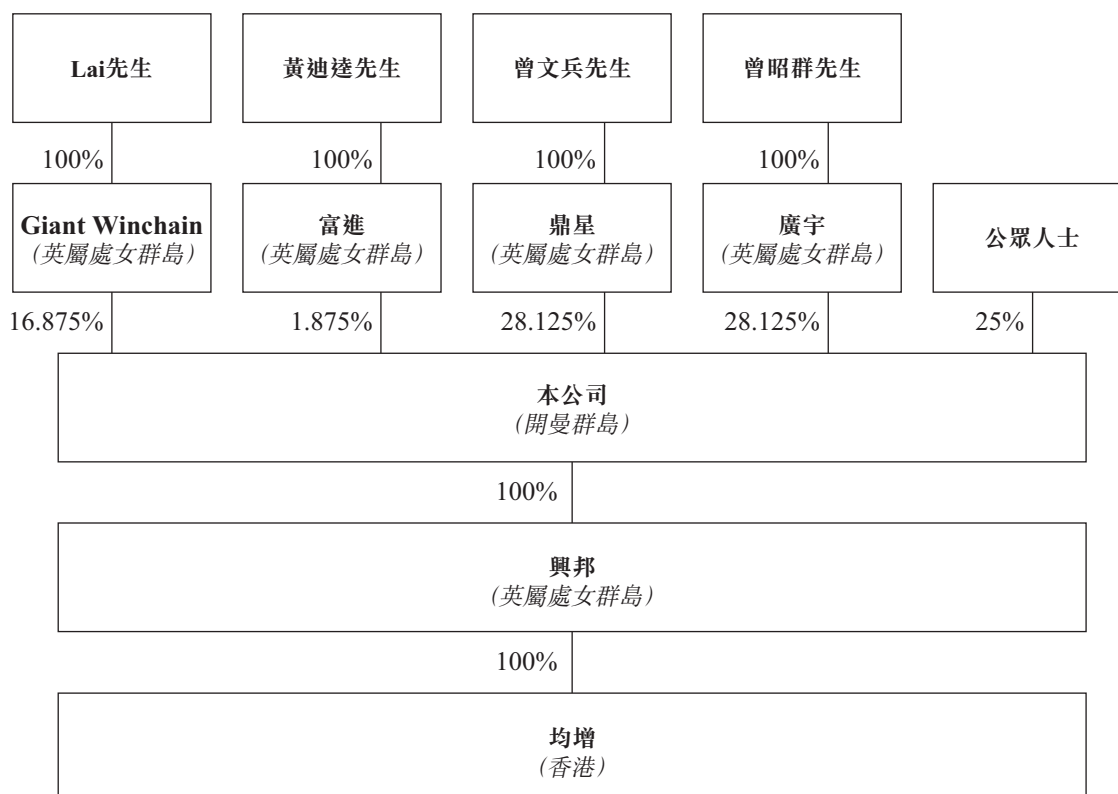 Lai先生
黃迪逹先生
曾文兵先生
曾昭群先生
100%
100%
100%
100%
Giant Winchain
(英屬處女群島)
富進
(英屬處女群島)
鼎星
(英屬處女群島)
廣宇
(英屬處女群島)
公眾人士
16.875%
1.875%
28.125%
28.125%
25%
本公司
(開曼群島)
100%
興邦
(英屬處女群島)
100%
均增
(香港)